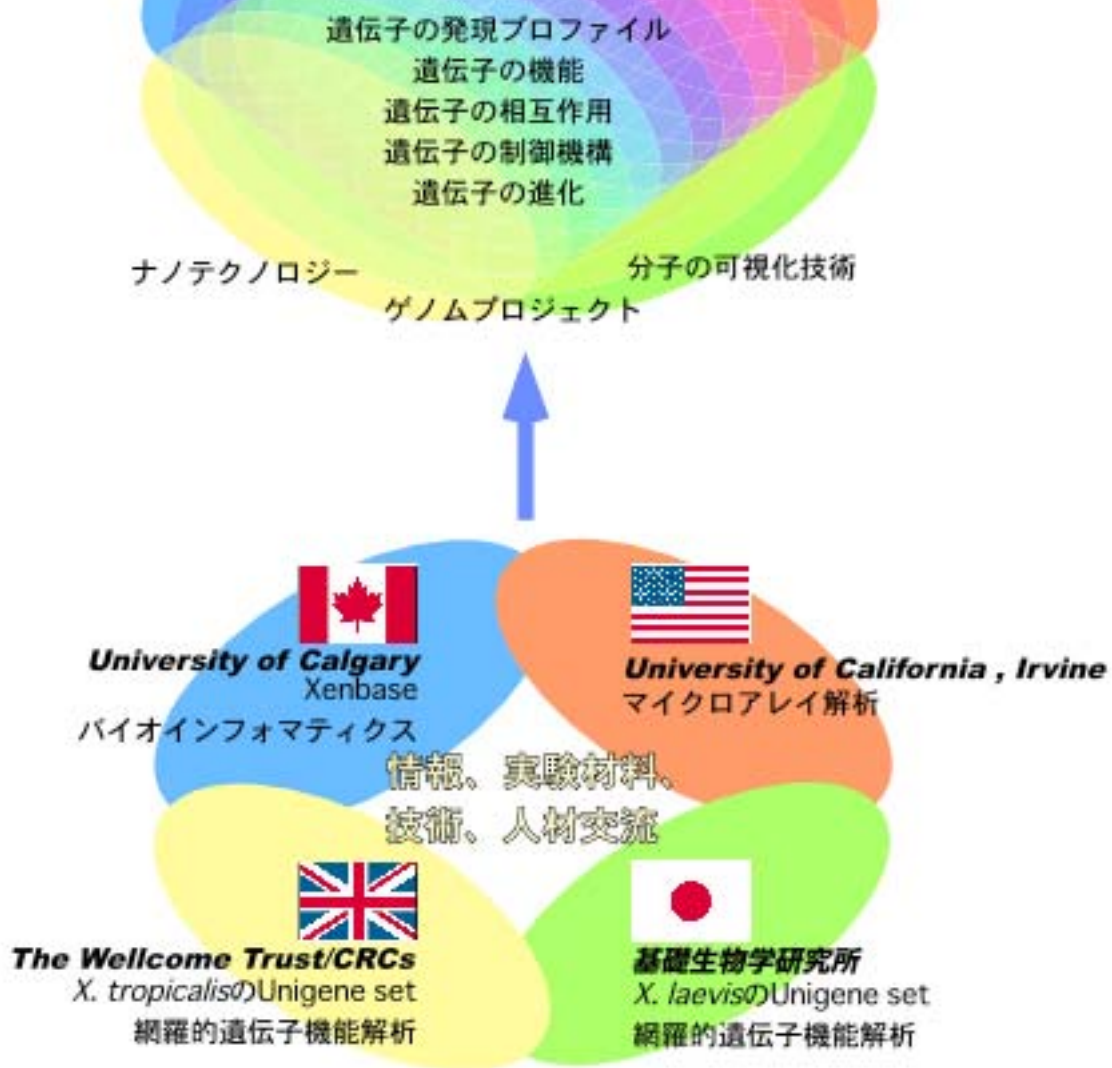 遺伝子の発現プロファイル
遺伝子の機能
遺伝子の相互作用
遺伝子の制御機構
遺伝子の進化
ナノテクノロジー
分子の可視化技術
ゲノムプロジェクト
University of Calgary
Xenbase
バイオインフォマティクス
University of California , Irvine
マイクロアレイ解析
情報、実験材料、
技術、人材交流
The Wellcome Trust/CRCs
X. tropicalisのUnigene set
網羅的遺伝子機能解析
基礎生物学研究所
X. laevisのUnigene set
網羅的遺伝子機能解析